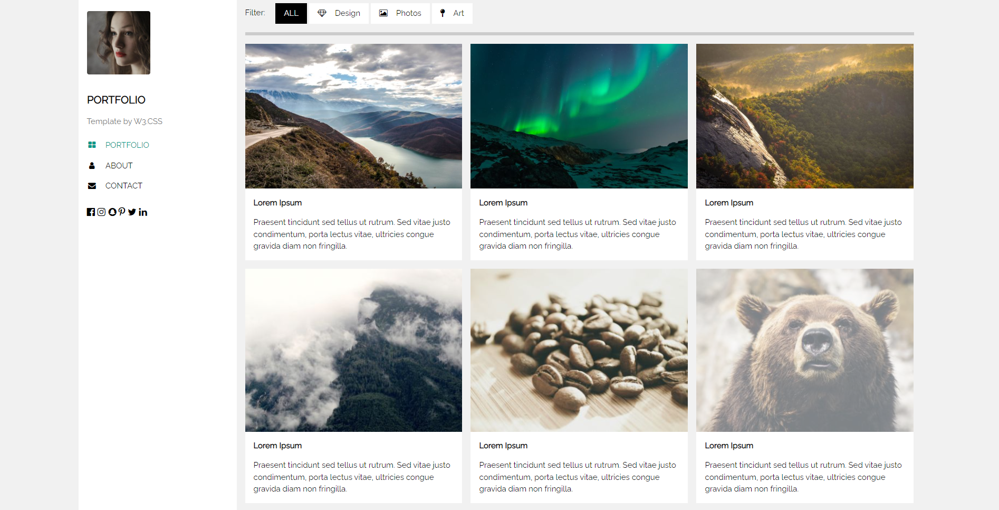 PORTFOLIO
Template by W3.CSS
PORTFOLIO
ABOUT
CONTACT
Filter:
ALL
Design
Photos
Art
Lorem Ipsum
Praesent tincidunt sed tellus ut rutrum. Sed vitae justo
condimentum, porta lectus vitae, ultricies congue
gravida diam non fringilla.
Lorem Ipsum
Praesent tincidunt sed tellus ut rutrum. Sed vitae justo
condimentum, porta lectus vitae, ultricies congue
gravida diam non fringilla.
Lorem Ipsum
Praesent tincidunt sed tellus ut rutrum. Sed vitae justo
condimentum, porta lectus vitae, ultricies congue
gravida diam non fringilla.
Lorem Ipsum
Praesent tincidunt sed tellus ut rutrum. Sed vitae justo
condimentum, porta lectus vitae, ultricies congue
gravida diam non fringilla.
Lorem Ipsum
Praesent tincidunt sed tellus ut rutrum. Sed vitae justo
condimentum, porta lectus vitae, ultricies congue
gravida diam non fringilla.
Lorem Ipsum
Praesent tincidunt sed tellus ut rutrum. Sed vitae justo
condimentum, porta lectus vitae, ultricies congue
gravida diam non fringilla.